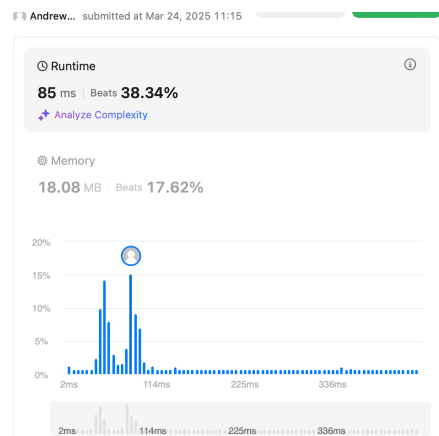 Andrew... submitted at Mar 24, 2025 11:15
Runtime
85 ms Beats 38.34%
Analyze Complexity
Memory
18.08 MB Beats 17.62%
20%
15%
10%
5%
0%
2ms 114ms 225ms 336ms
2ms 114ms 225ms 336ms